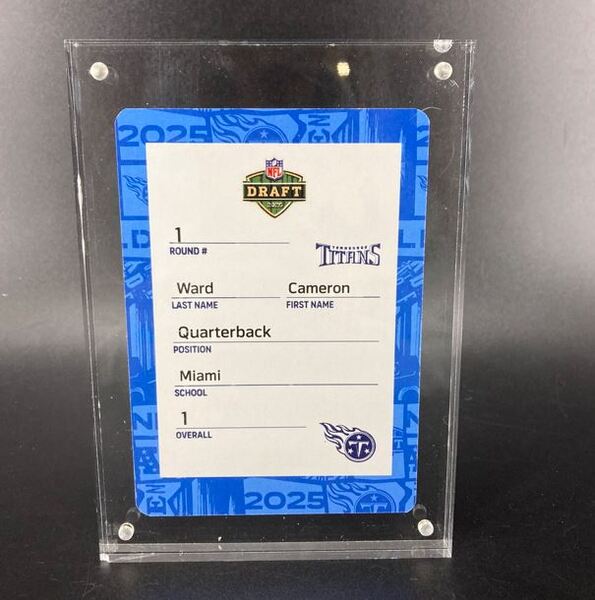 2025
NFL
DRAFT
2025
1
ROUND #
TENNESSEE
TITANS
Ward Cameron
LAST NAME FIRST NAME
Quarterback
POSITION
Miami
SCHOOL
1
OVERALL
T
2025